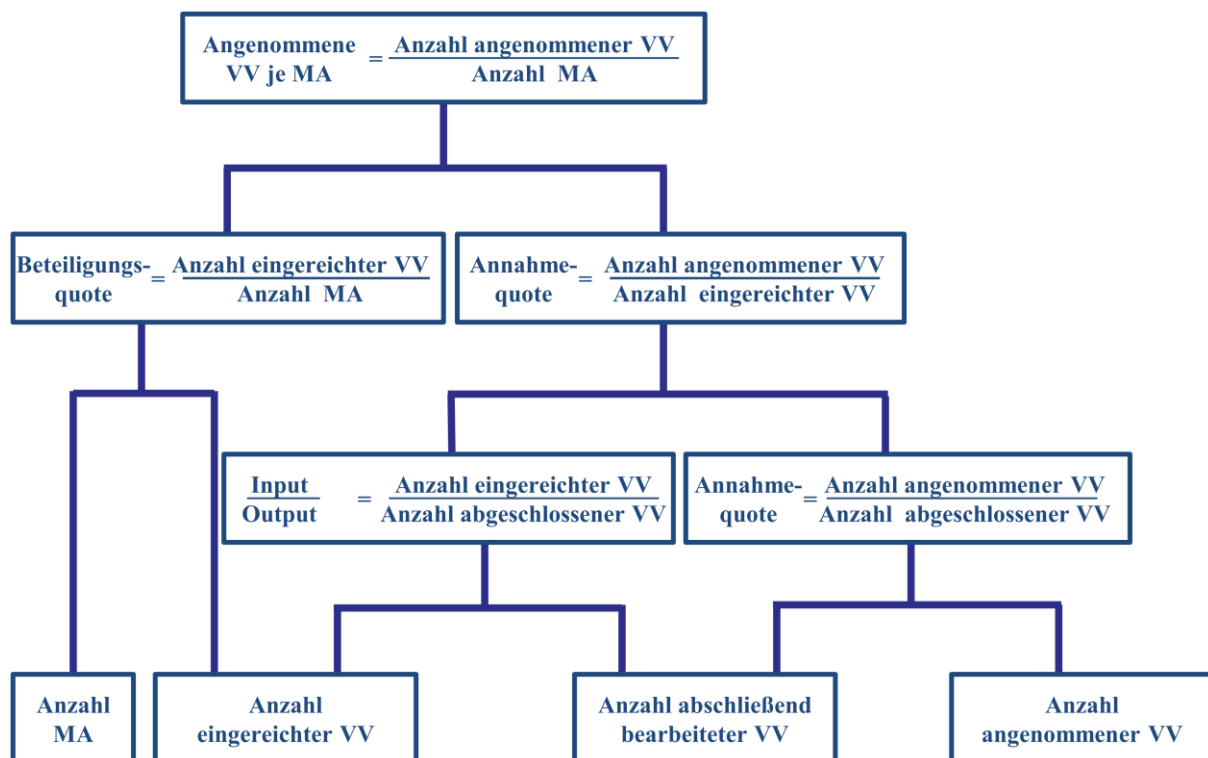 Angenommene
VV je MA
=
Anzahl angenommener VV
Anzahl MA
Beteiligungs-
quote
=
Anzahl eingereichter VV
Anzahl MA
Annahme-
quote
=
Anzahl angenommener VV
Anzahl eingereichter VV
Input
Output
=
Anzahl eingereichter VV
Anzahl abgeschlossener VV
Annahme-
quote
=
Anzahl angenommener VV
Anzahl abgeschlossener VV
Anzahl
MA
Anzahl
eingereichter VV
Anzahl abschließend
bearbeiteter VV
Anzahl
angenommener VV